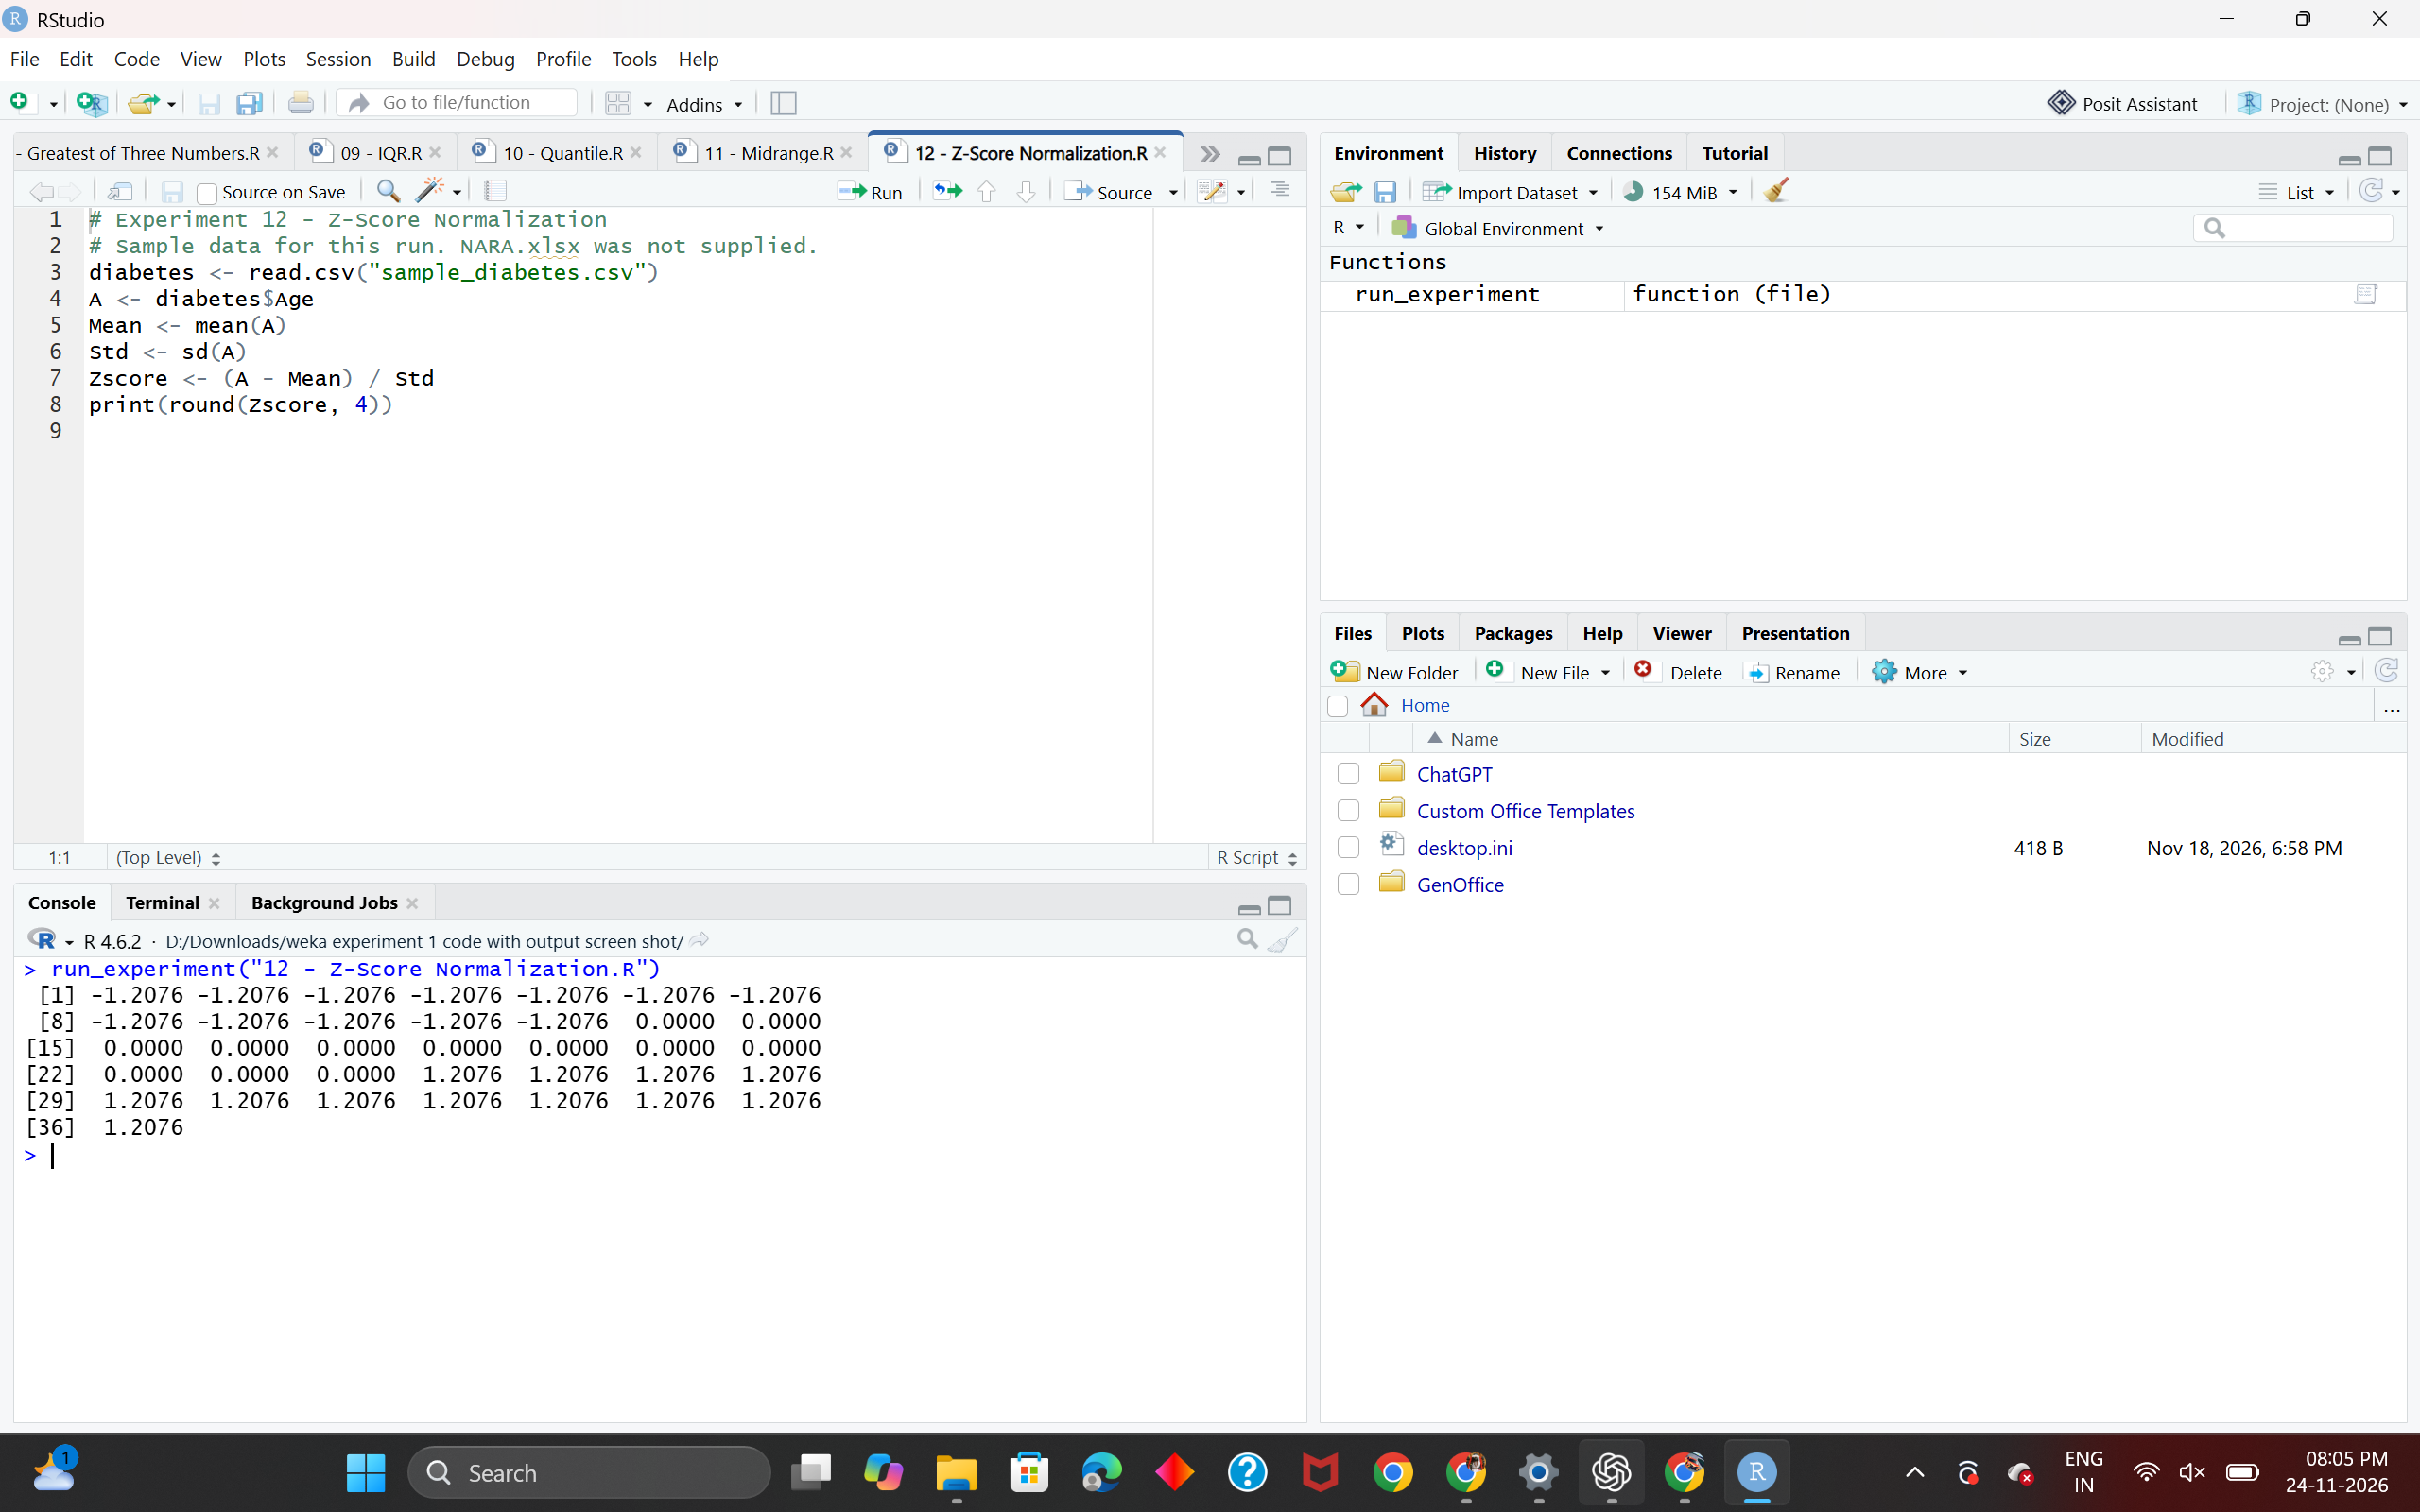 RStudio
File Edit Code View Plots Session Build Debug Profile Tools Help
Go to file/function Addins Posit Assistant Project: (None)
- Greatest of Three Numbers.R 09 - IQR.R 10 - Quantile.R 11 - Midrange.R 12 - Z-Score Normalization.R
Source on Save Run Source
1 # Experiment 12 - Z-Score Normalization
2 # Sample data for this run. NARA.xlsx was not supplied.
3 diabetes <- read.csv("sample_diabetes.csv")
4 A <- diabetes$Age
5 Mean <- mean(A)
6 Std <- sd(A)
7 Zscore <- (A - Mean) / Std
8 print(round(Zscore, 4))
9
1:1 (Top Level) R Script
Console Terminal Background Jobs
R 4.6.2 · D:/Downloads/weka experiment 1 code with output screen shot/
> run_experiment("12 - Z-Score Normalization.R")
[1] -1.2076 -1.2076 -1.2076 -1.2076 -1.2076 -1.2076 -1.2076
[8] -1.2076 -1.2076 -1.2076 -1.2076 -1.2076 0.0000 0.0000
[15] 0.0000 0.0000 0.0000 0.0000 0.0000 0.0000 0.0000
[22] 0.0000 0.0000 0.0000 1.2076 1.2076 1.2076 1.2076
[29] 1.2076 1.2076 1.2076 1.2076 1.2076 1.2076 1.2076
[36] 1.2076
>
Environment History Connections Tutorial
Import Dataset 154 MiB List
R Global Environment
Functions
run_experiment function (file)
Files Plots Packages Help Viewer Presentation
New Folder New File Delete Rename More
Home ...
Name Size Modified
ChatGPT
Custom Office Templates
desktop.ini 418 B Nov 18, 2026, 6:58 PM
GenOffice
1 Search ENG 08:05 PM
IN 24-11-2026